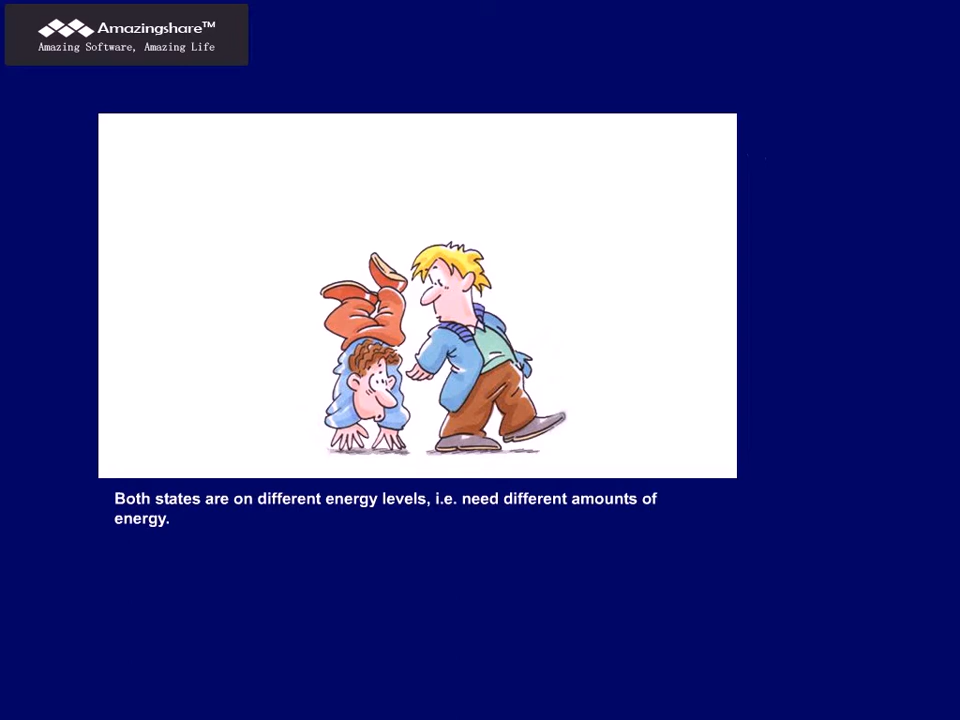 Amazingshare™
Amazing Software, Amazing Life
Both states are on different energy levels, i.e. need different amounts of
energy.